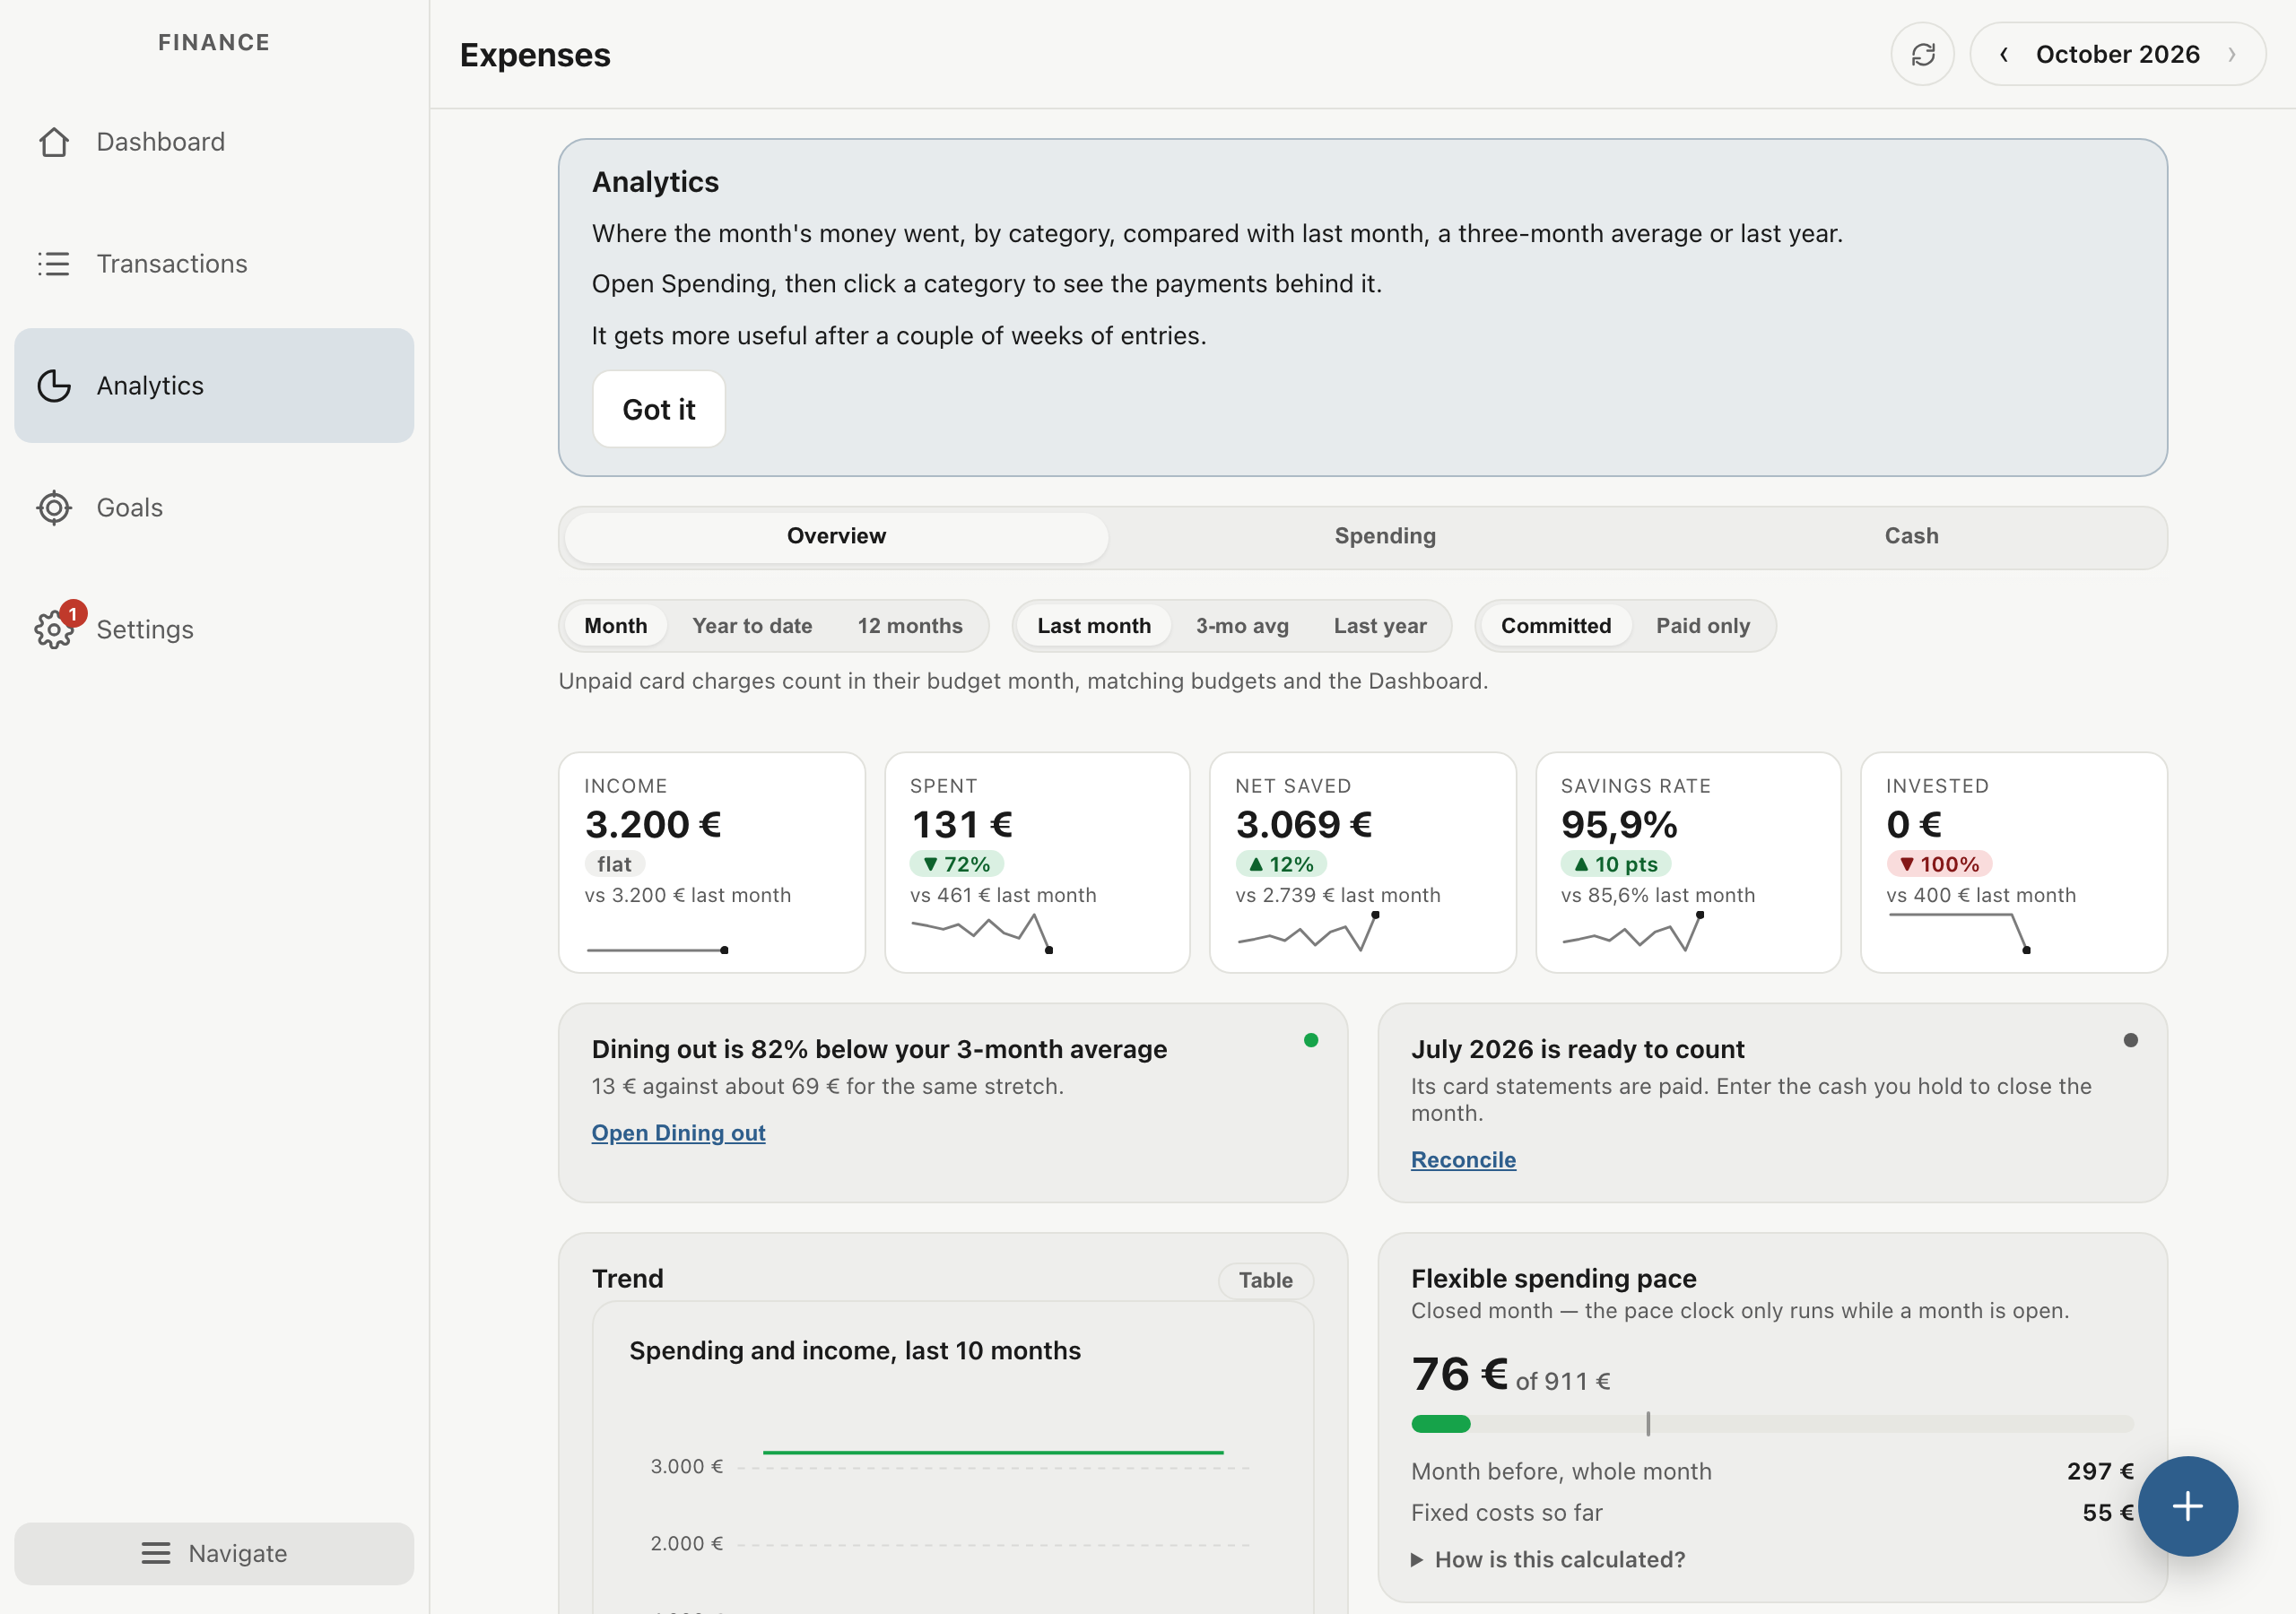 FINANCE
Dashboard
Transactions
Analytics
Goals
1
Settings
Navigate
Expenses
‹ October 2026 ›
Analytics
Where the month's money went, by category, compared with last month, a three-month average or last year.
Open Spending, then click a category to see the payments behind it.
It gets more useful after a couple of weeks of entries.
Got it
Overview Spending Cash
Month Year to date 12 months Last month 3-mo avg Last year Committed Paid only
Unpaid card charges count in their budget month, matching budgets and the Dashboard.
INCOME
3.200 €
flat
vs 3.200 € last month
SPENT
131 €
▼ 72%
vs 461 € last month
NET SAVED
3.069 €
▲ 12%
vs 2.739 € last month
SAVINGS RATE
95,9%
▲ 10 pts
vs 85,6% last month
INVESTED
0 €
▼ 100%
vs 400 € last month
Dining out is 82% below your 3-month average
13 € against about 69 € for the same stretch.
Open Dining out
July 2026 is ready to count
Its card statements are paid. Enter the cash you hold to close the
month.
Reconcile
Trend
Table
Spending and income, last 10 months
3.000 €
2.000 €
Flexible spending pace
Closed month — the pace clock only runs while a month is open.
76 € of 911 €
Month before, whole month 297 €
Fixed costs so far 55 €
▶ How is this calculated?
+